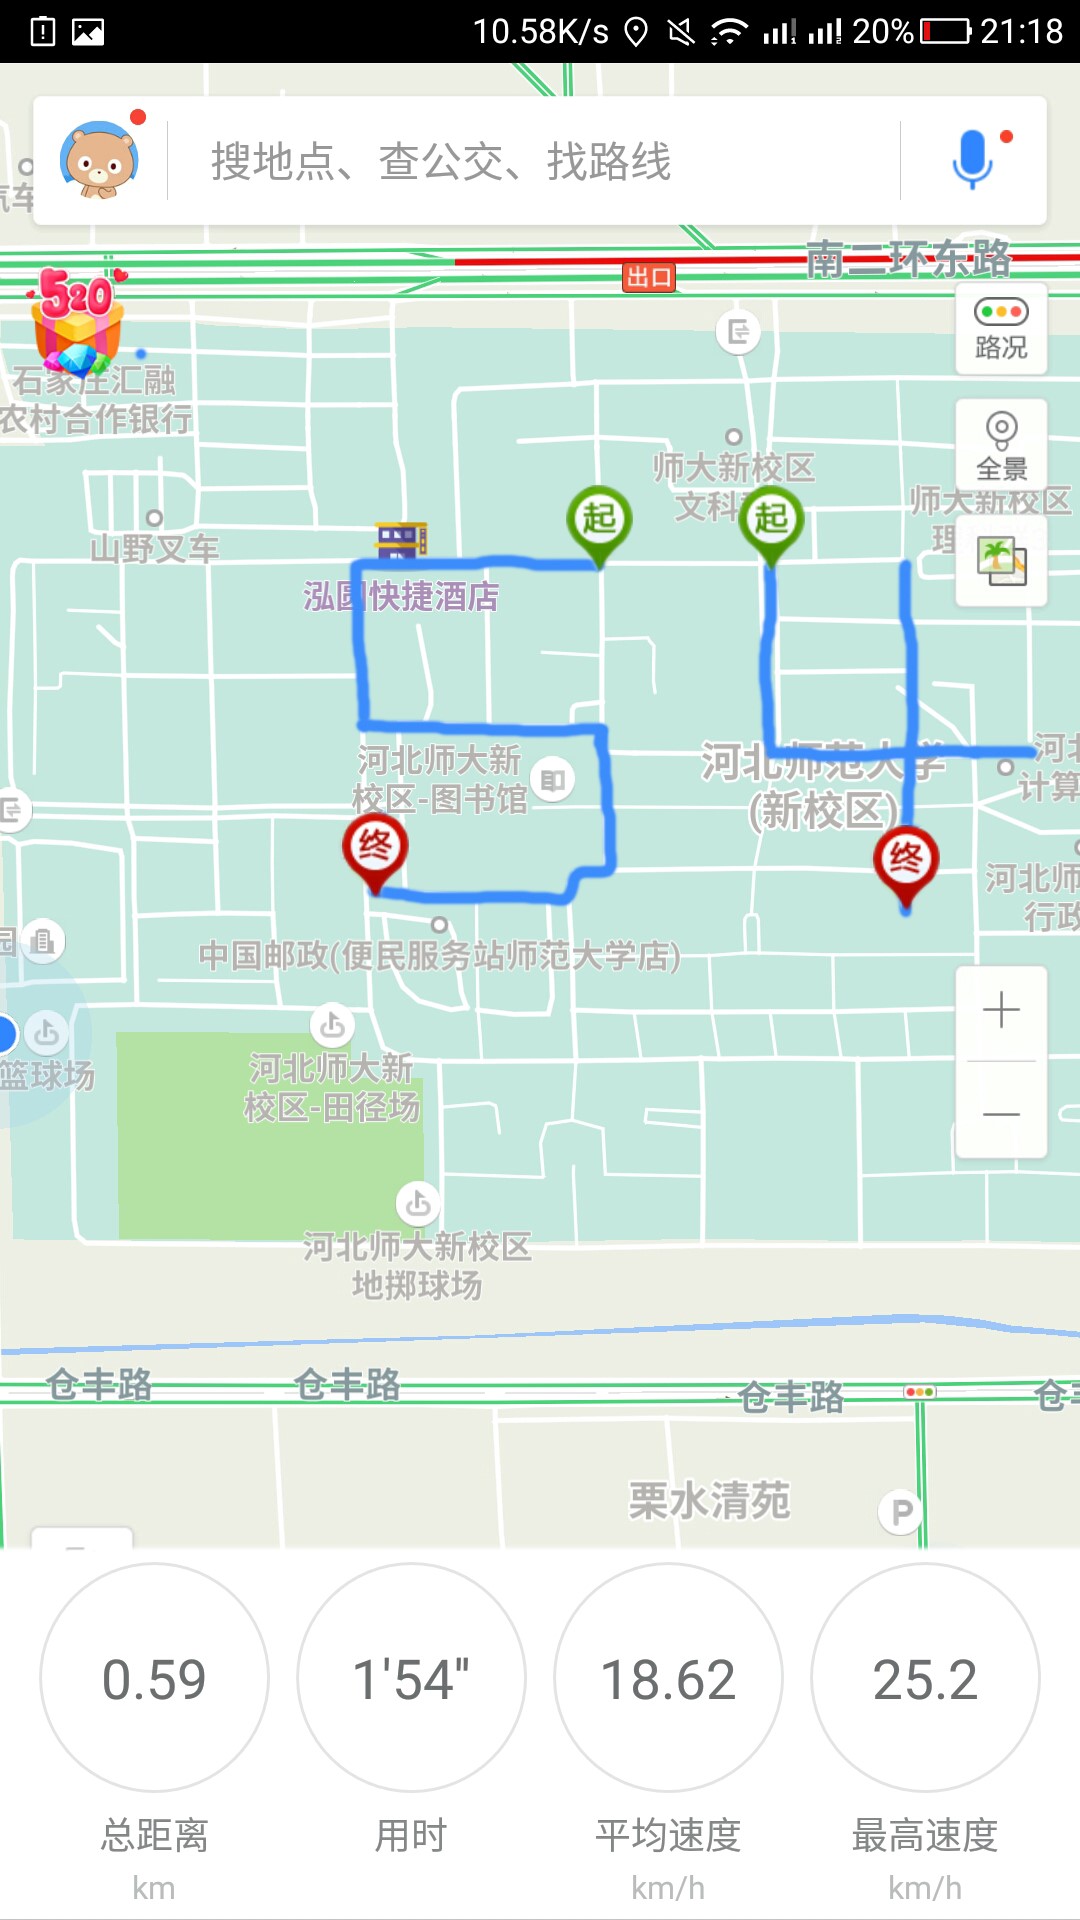 10.58K/s 20% 21:18
搜地点、查公交、找路线
汽车
南二环东路
出口
520
路况
石家庄汇融
农村合作银行
全景
师大新校区
文科
师大新校区
理
山野叉车
起
起
泓圆快捷酒店
河北师大新
校区-图书馆
河北师范大学
(新校区)
计算
终
终
行政
园
中国邮政(便民服务站师范大学店)
篮球场
河北师大新
校区-田径场
河北师大新校区
地掷球场
仓丰路
仓丰路
仓丰路
栗水清苑
P
0.59
1'54"
18.62
25.2
总距离
用时
平均速度
最高速度
km
km/h
km/h